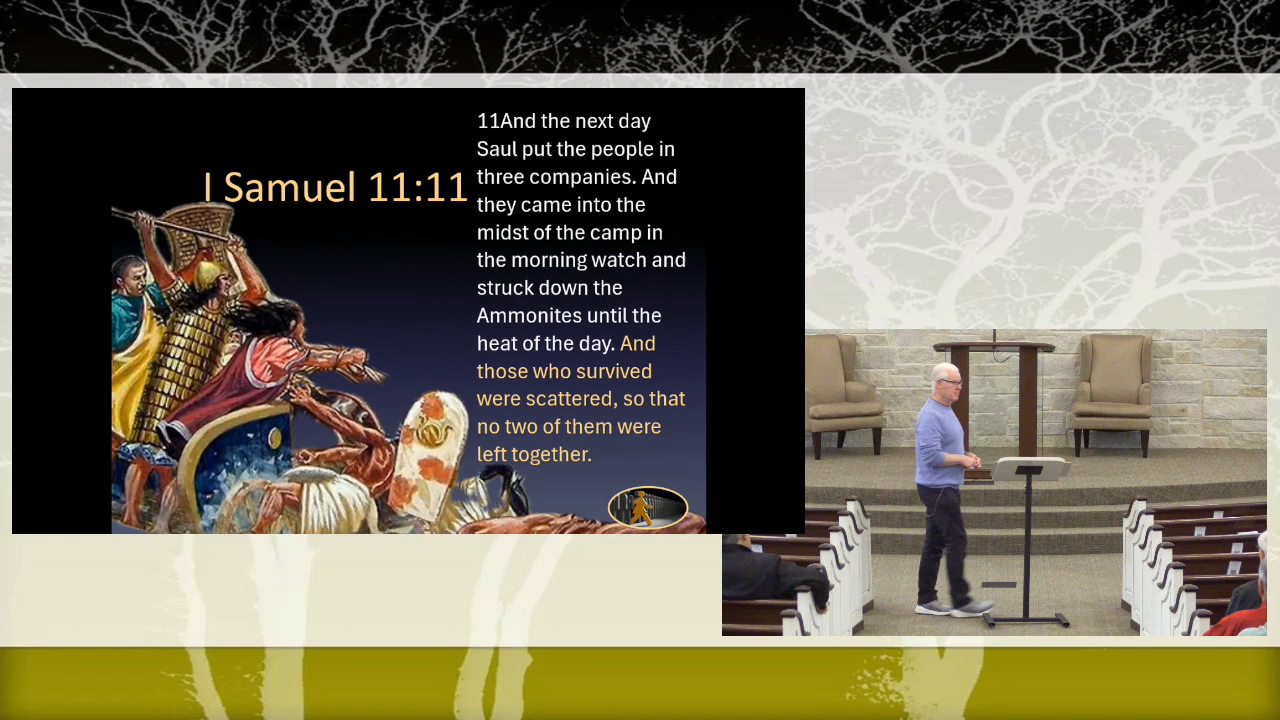 I Samuel 11:11
11And the next day
Saul put the people in
three companies. And
they came into the
midst of the camp in
the morning watch and
struck down the
Ammonites until the
heat of the day. And
those who survived
were scattered, so that
no two of them were
left together.